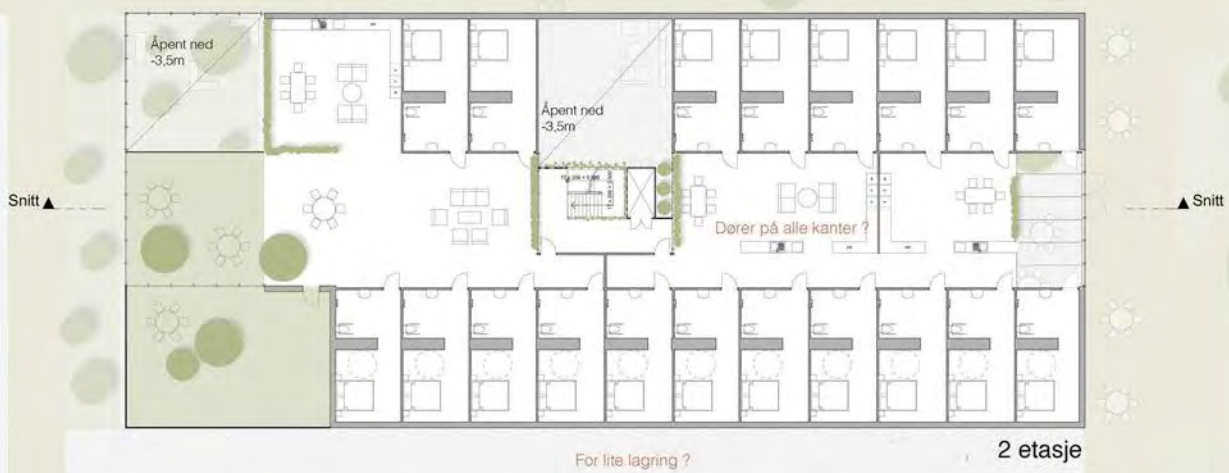 Åpent ned
-3,5m
Åpent ned
-3,5m
Snitt
Snitt
Dører på alle kanter ?
2 etasje
For lite lagring ?